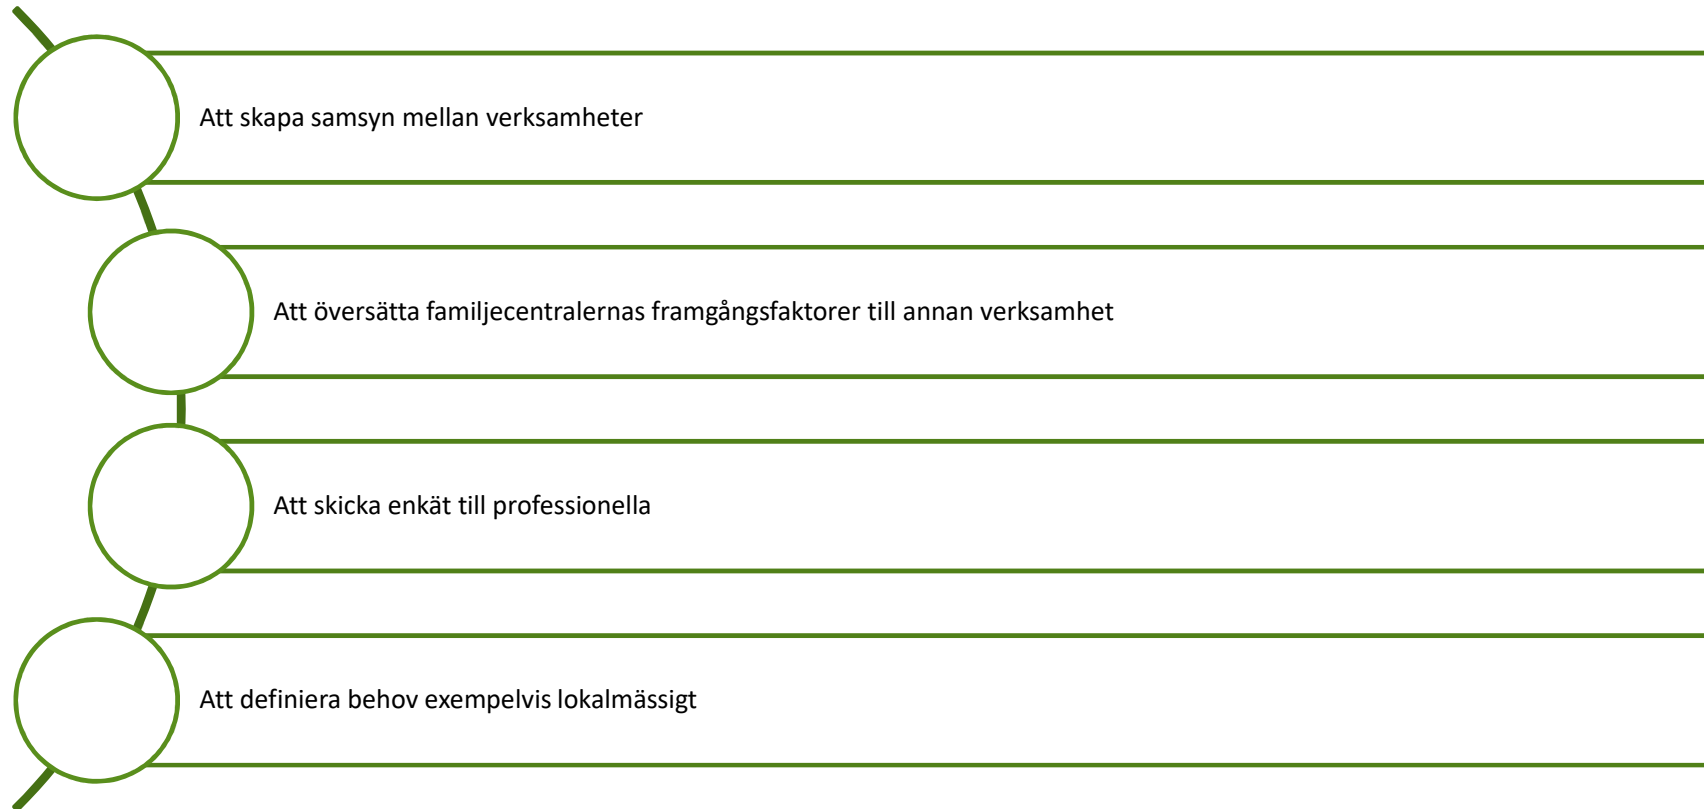 Att skapa samsyn mellan verksamheter
Att översätta familjecentralernas framgångsfaktorer till annan verksamhet
Att skicka enkät till professionella
Att definiera behov exempelvis lokalmässigt